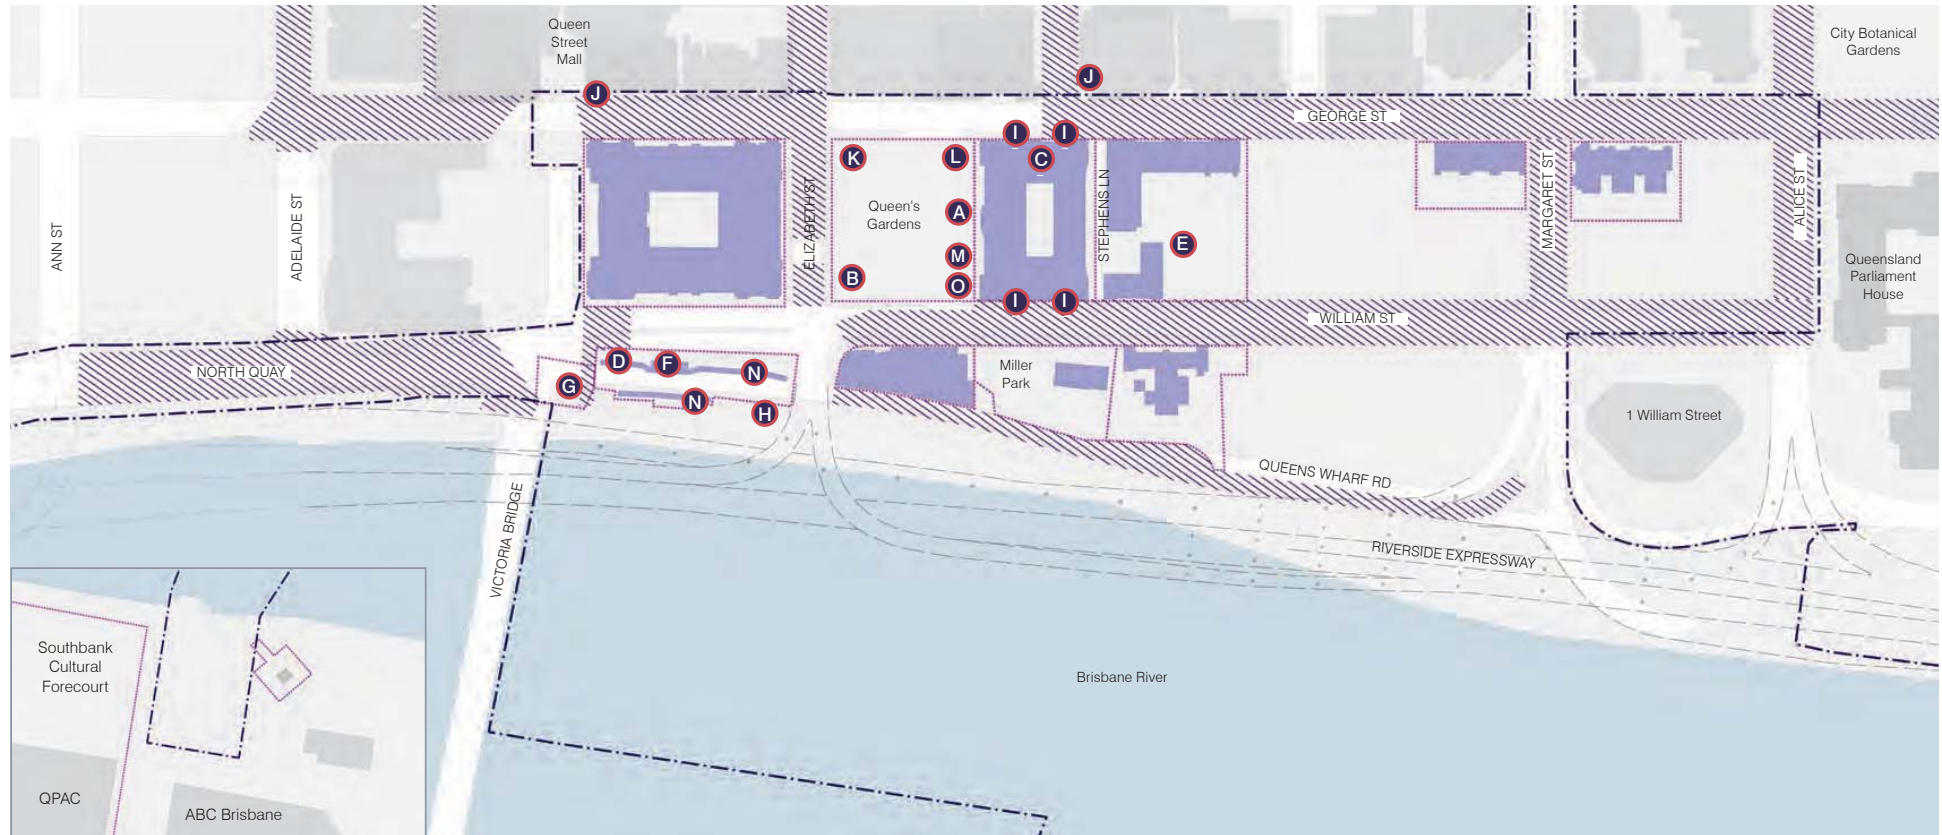 Queen
Street
Mall
City Botanical
Gardens
J
J
GEORGE ST
I
I
K
L
C
ANN ST
ADELAIDE ST
ELIZABETH ST
Queen's
Gardens
A
M
B
O
STEPHENS LN
E
MARGARET ST
ALICE ST
Queensland
Parliament
House
I
I
WILLIAM ST
NORTH QUAY
D
F
N
G
N
H
Miller
Park
1 William Street
QUEENS WHARF RD
RIVERSIDE EXPRESSWAY
VICTORIA BRIDGE
Brisbane River
Southbank
Cultural
Forecourt
QPAC
ABC Brisbane